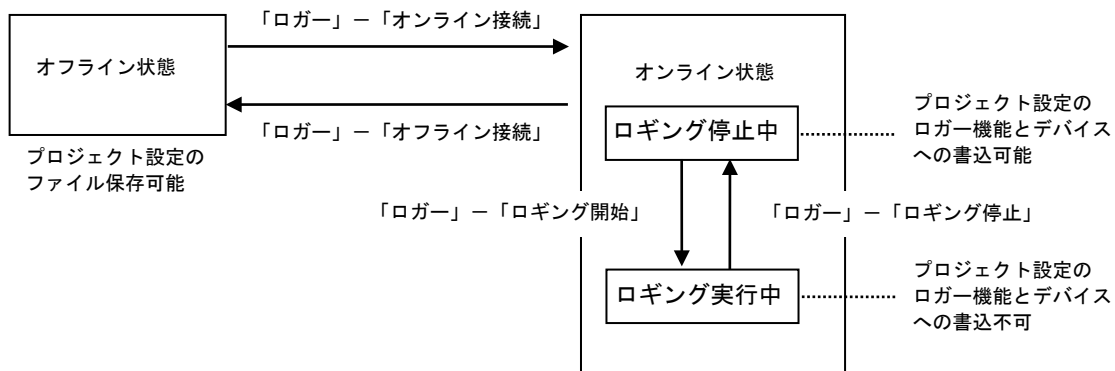 「ロガー」－「オンライン接続」
オフライン状態
オンライン状態
「ロガー」－「オフライン接続」
プロジェクト設定の
ファイル保存可能
ロギング停止中
プロジェクト設定の
ロガー機能とデバイス
への書込可能
「ロガー」－「ロギング開始」
「ロガー」－「ロギング停止」
ロギング実行中
プロジェクト設定の
ロガー機能とデバイス
への書込不可